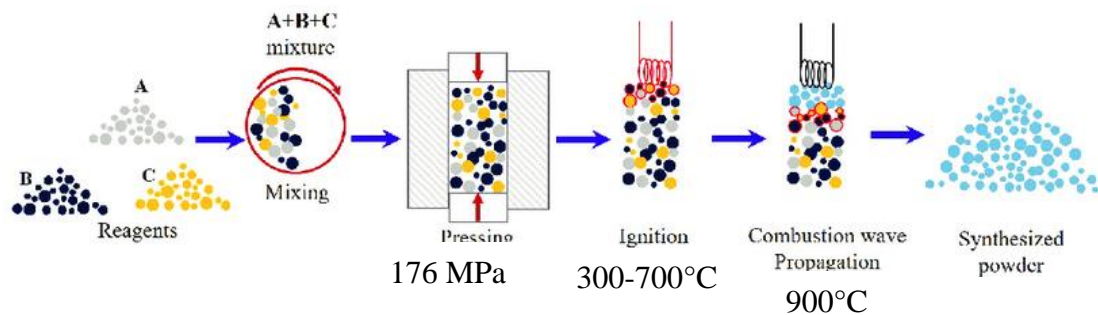 A
B
C
Reagents
A+B+C
mixture
Mixing
Pressing
176 MPa
Ignition
300-700°C
Combustion wave
Propagation
900°C
Synthesized
powder